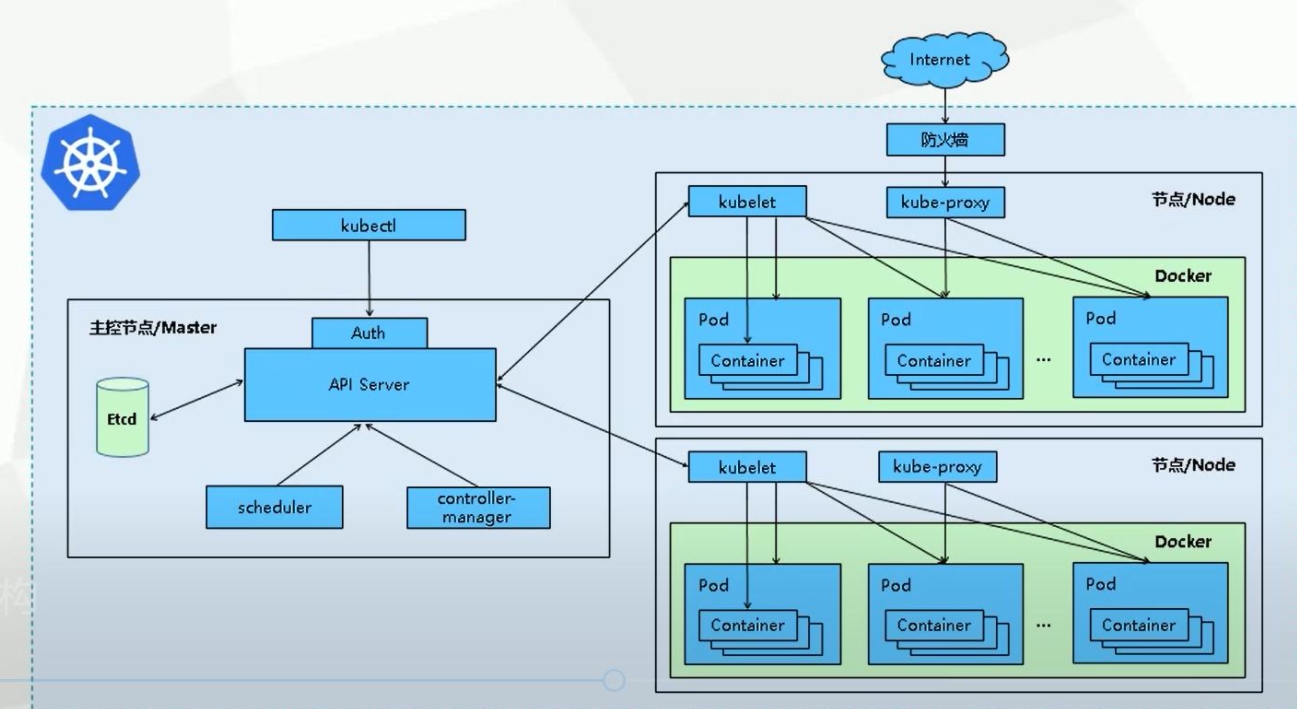 Internet
防火墙
kubectl
主控节点/Master
Auth
API Server
Etcd
scheduler
controller-
manager
kubelet
kube-proxy
节点/Node
Docker
Pod
Container
Pod
Container
...
Pod
Container
kubelet
kube-proxy
节点/Node
Docker
Pod
Container
Pod
Container
...
Pod
Container
构